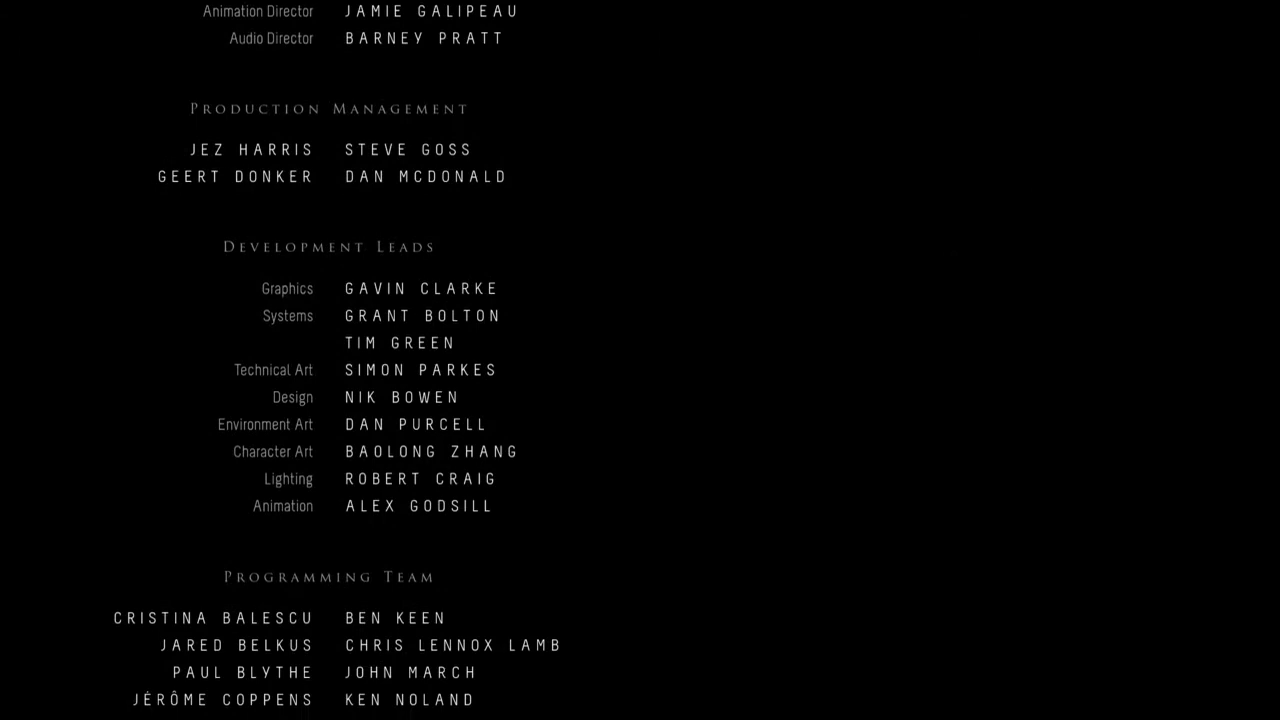 Animation Director JAMIE GALIPEAU
Audio Director BARNEY PRATT
PRODUCTION MANAGEMENT
JEZ HARRIS STEVE GOSS
GEERT DONKER DAN MCDONALD
DEVELOPMENT LEADS
Graphics GAVIN CLARKE
Systems GRANT BOLTON
TIM GREEN
Technical Art SIMON PARKES
Design NIK BOWEN
Environment Art DAN PURCELL
Character Art BAOLONG ZHANG
Lighting ROBERT CRAIG
Animation ALEX GODSILL
PROGRAMMING TEAM
CRISTINA BALESCU BEN KEEN
JARED BELKUS CHRIS LENNOX LAMB
PAUL BLYTHE JOHN MARCH
JÉRÔME COPPENS KEN NOLAND